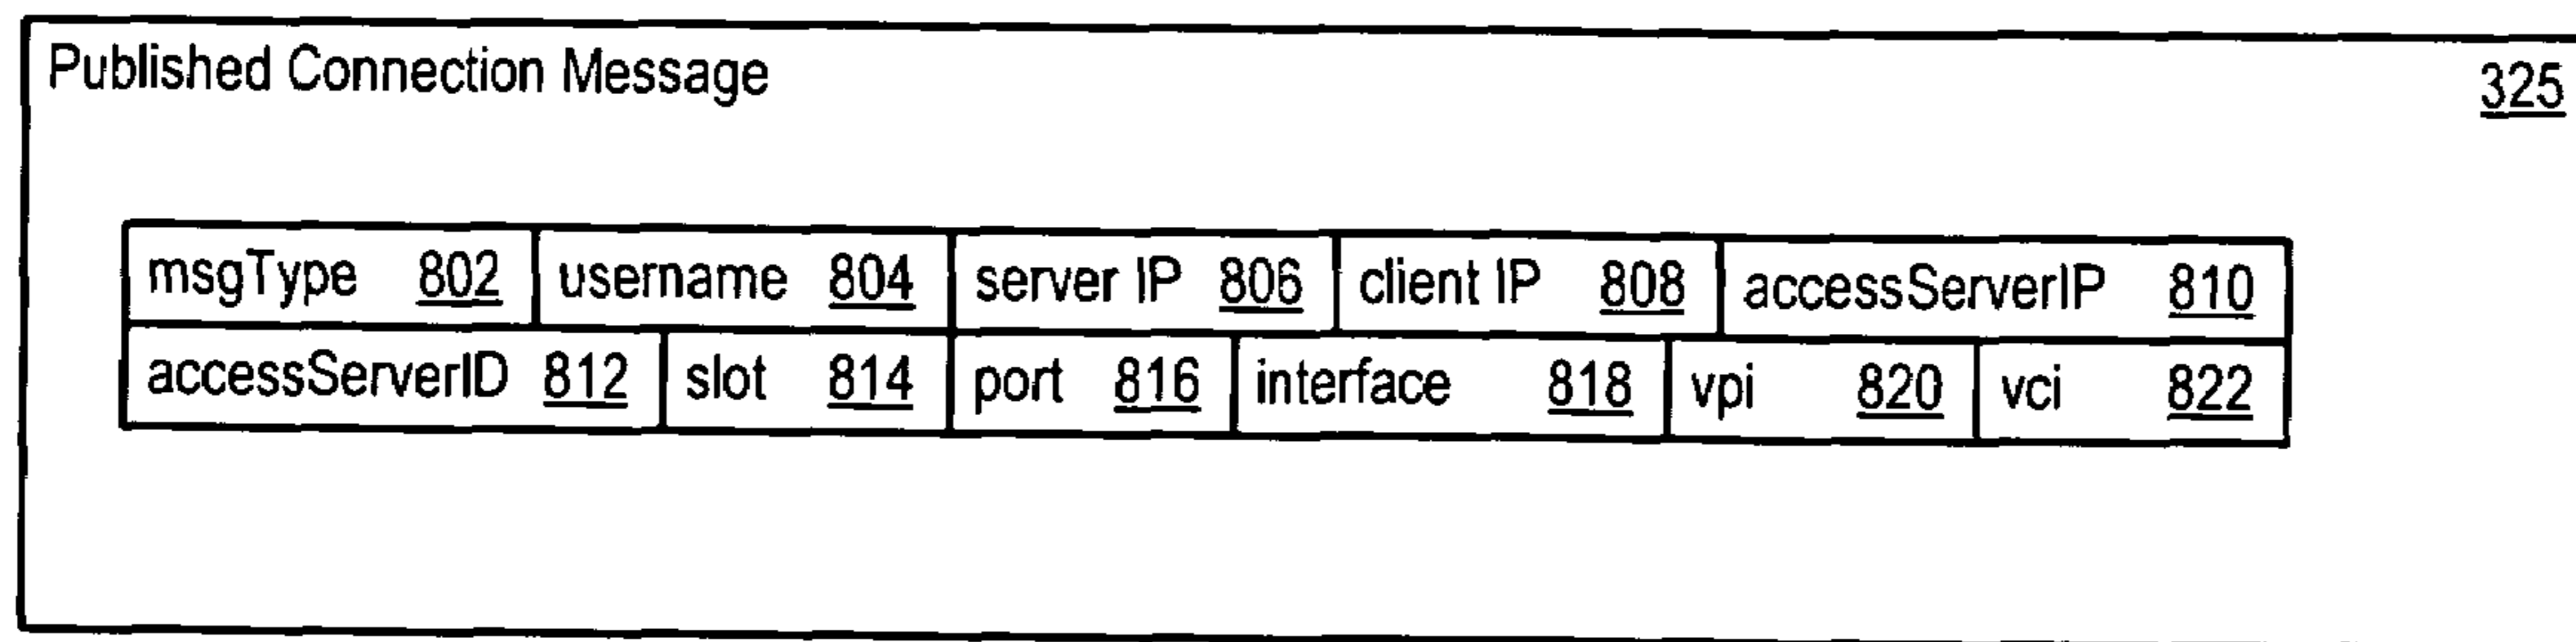 Published Connection Message 325
msgType 802 username 804 server IP 806 client IP 808 accessServerIP 810
accessServerID 812 slot 814 port 816 interface 818 vpi 820 vci 822